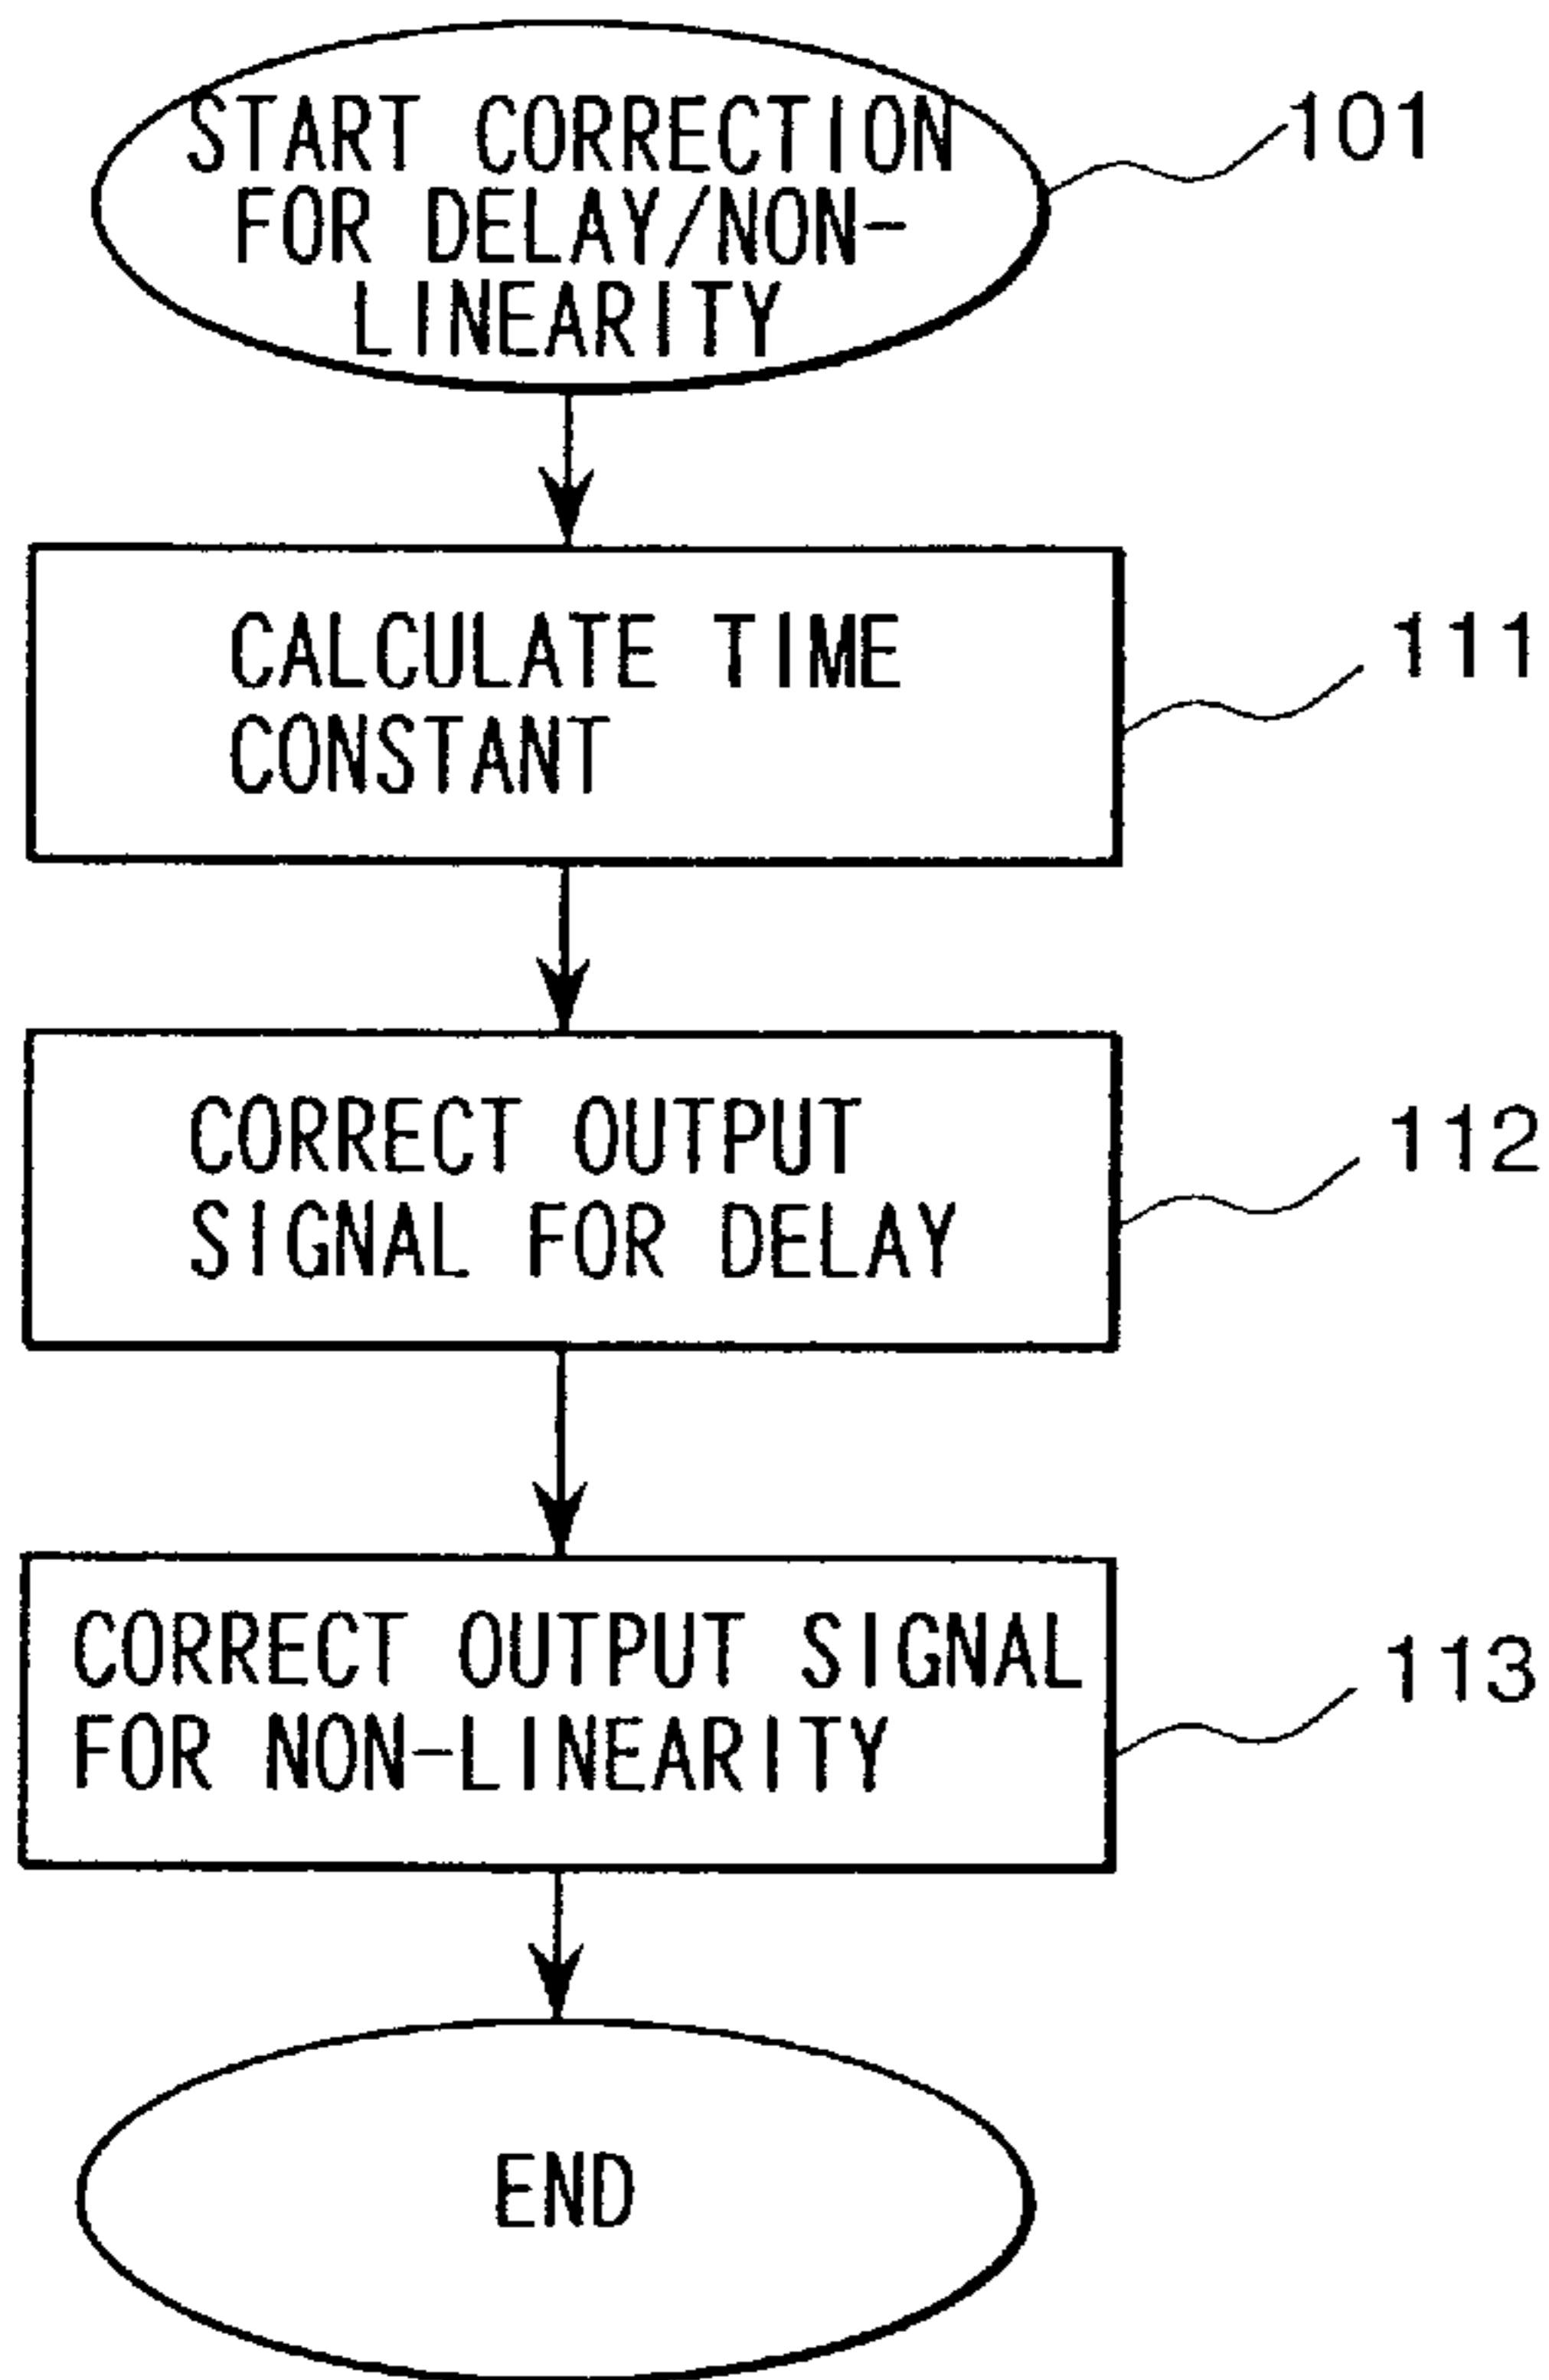 START CORRECTION
FOR DELAY/NON-
LINEARITY
101
CALCULATE TIME
CONSTANT
111
CORRECT OUTPUT
SIGNAL FOR DELAY
112
CORRECT OUTPUT SIGNAL
FOR NON-LINEARITY
113
END